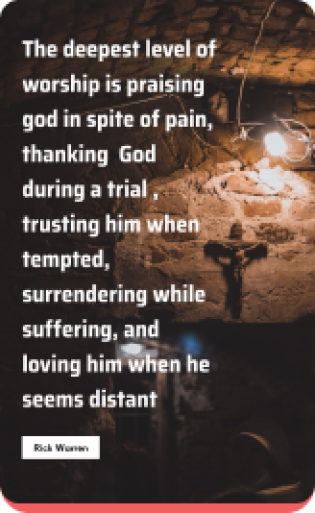 The deepest level of
worship is praising
god in spite of pain,
thanking God
during a trial ,
trusting him when
tempted,
surrendering while
suffering, and
loving him when he
seems distant
Rick Warren